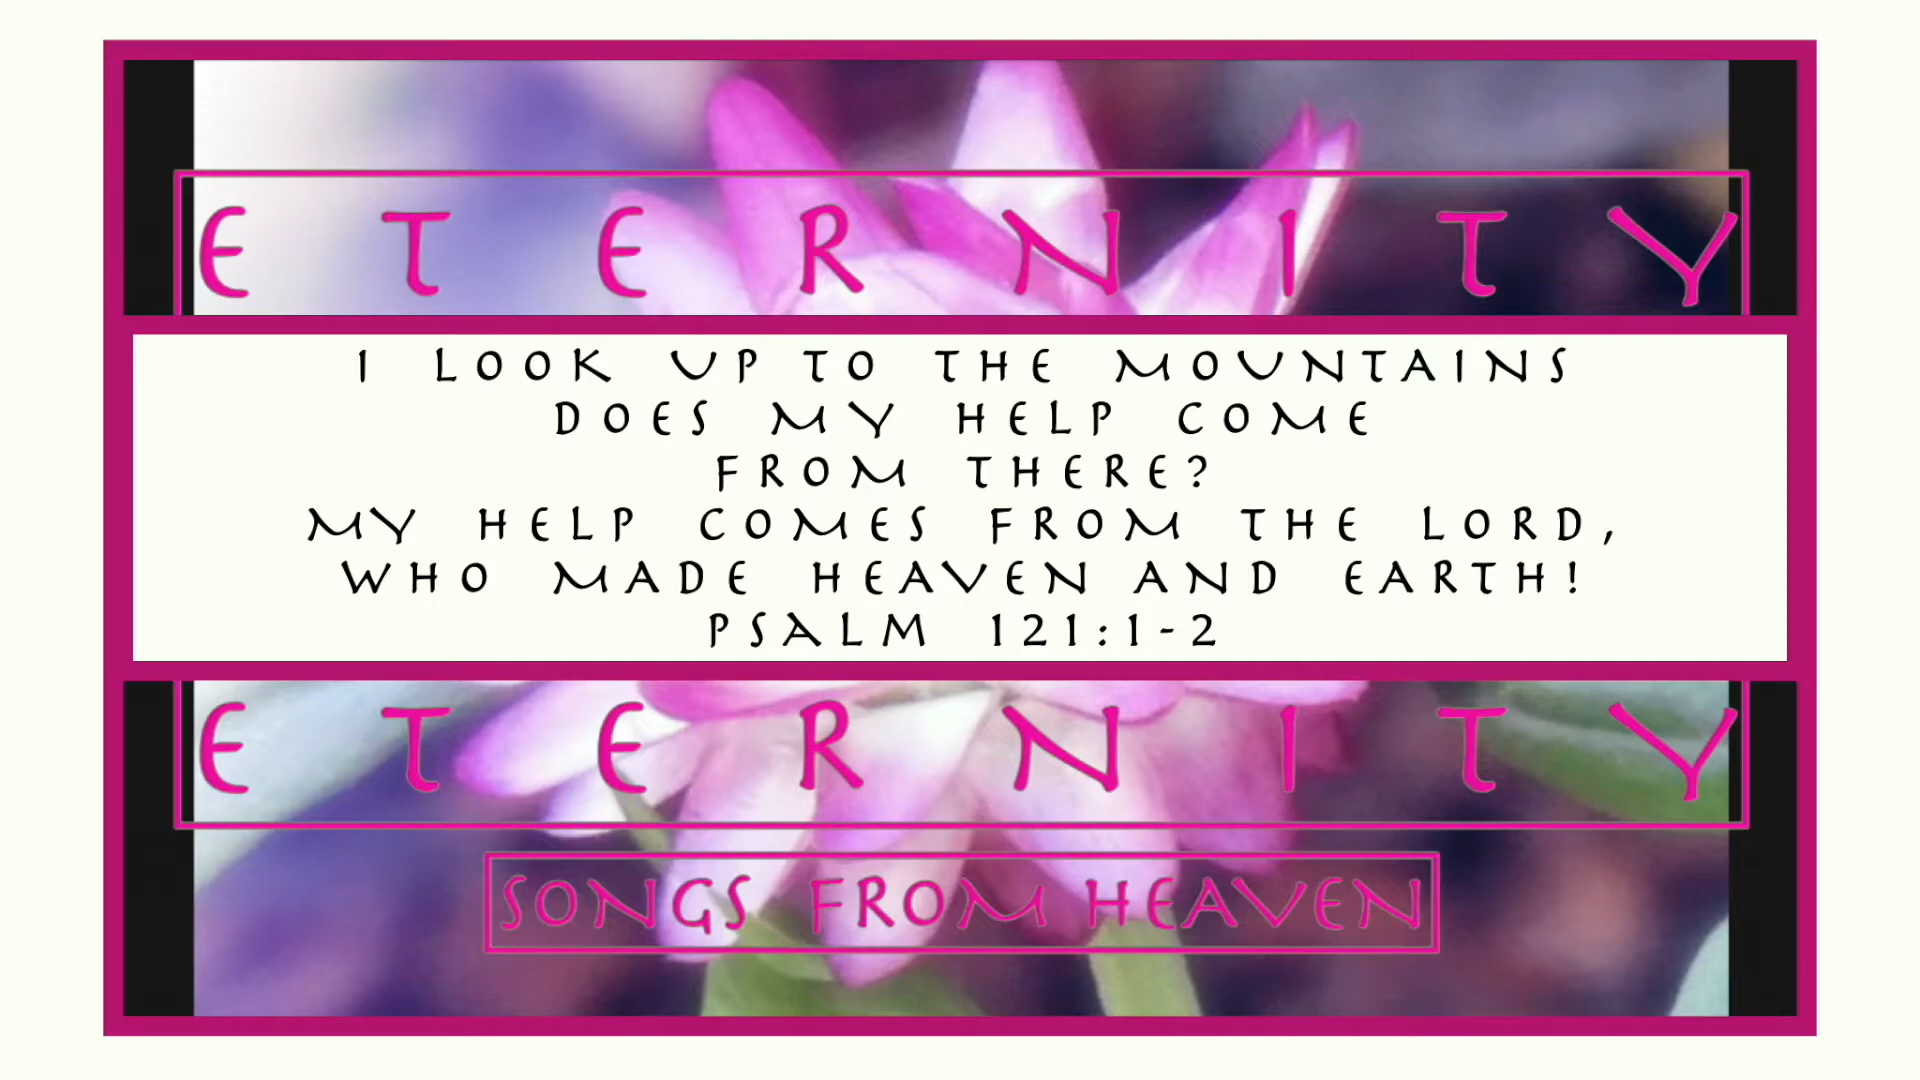 ETERNITY
I LOOK UP TO THE MOUNTAINS
DOES MY HELP COME
FROM THERE?
MY HELP COMES FROM THE LORD,
WHO MADE HEAVEN AND EARTH!
PSALM 121:1-2
ETERNITY
SONGS FROM HEAVEN